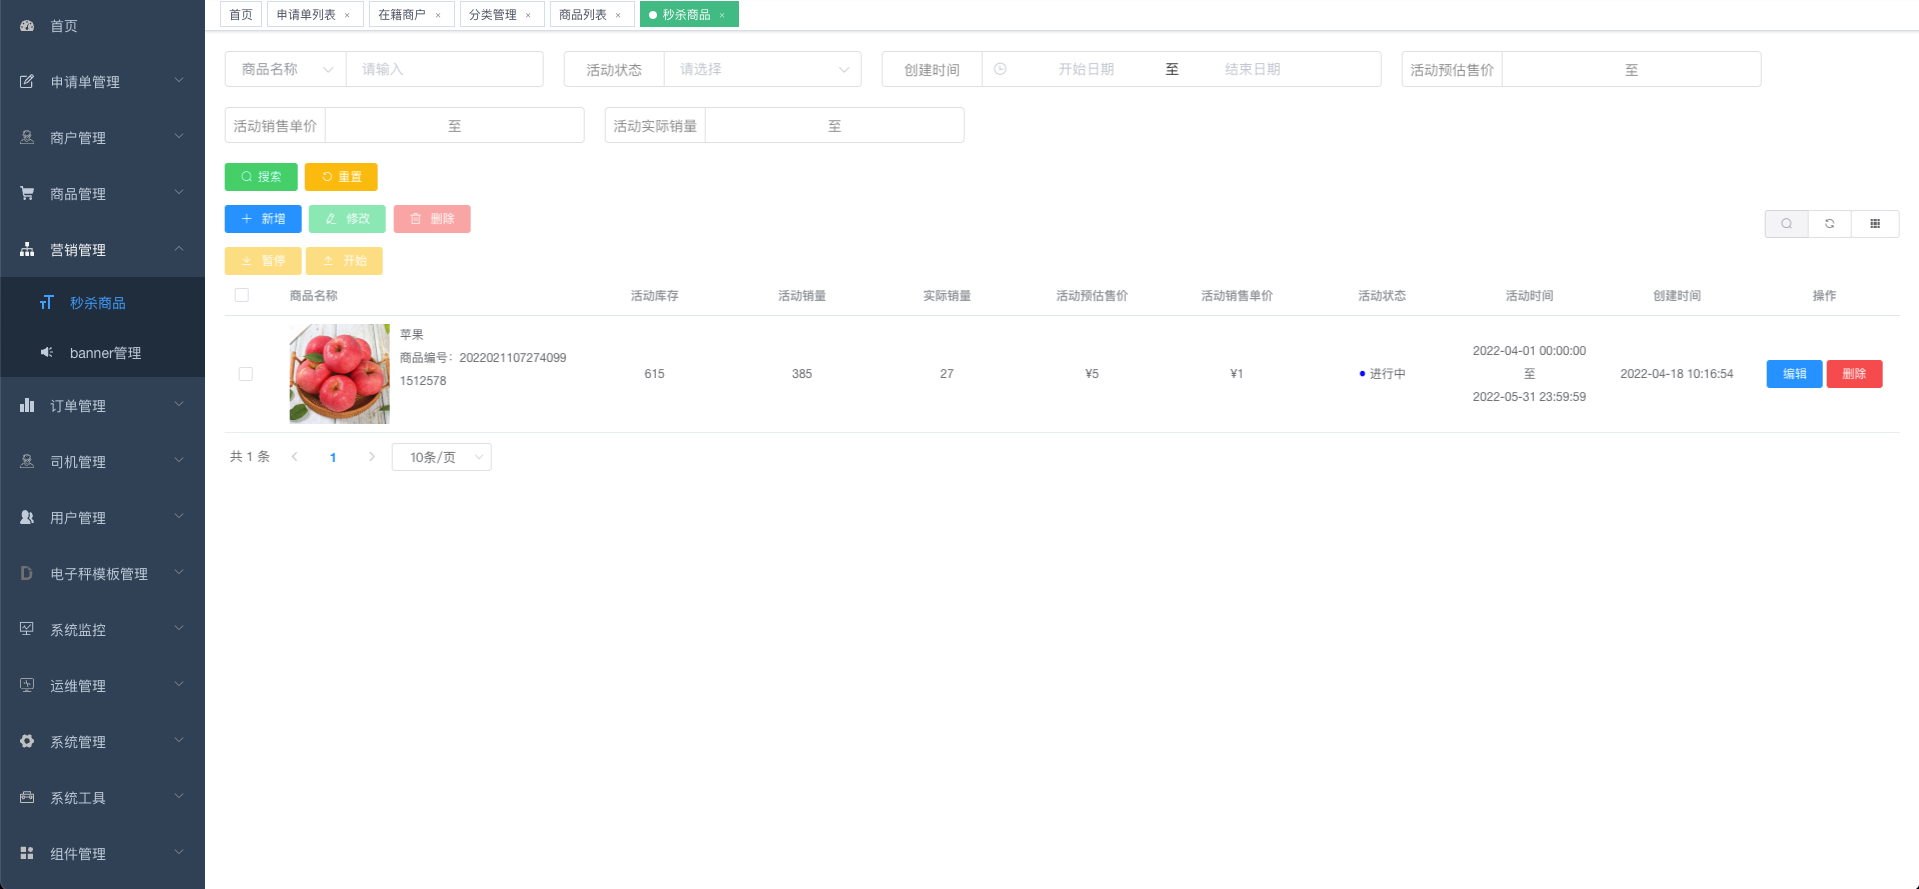 首页
申请单管理
商户管理
商品管理
营销管理
秒杀商品
banner管理
订单管理
司机管理
用户管理
电子秤模板管理
系统监控
运维管理
系统管理
系统工具
组件管理
首页 申请单列表 × 在籍商户 × 分类管理 × 商品列表 × 秒杀商品 ×
商品名称 请输入 活动状态 请选择 创建时间 开始日期 至 结束日期 活动预估售价 至
活动销售单价 至 活动实际销量 至
搜索 重置
新增 修改 删除
暂停 开始
商品名称 活动库存 活动销量 实际销量 活动预估售价 活动销售单价 活动状态 活动时间 创建时间 操作
苹果
商品编号：2022021107274099
1512578
615 385 27 ¥5 ¥1 进行中
2022-04-01 00:00:00
至
2022-05-31 23:59:59
2022-04-18 10:16:54 编辑 删除
共 1 条 1 10条/页